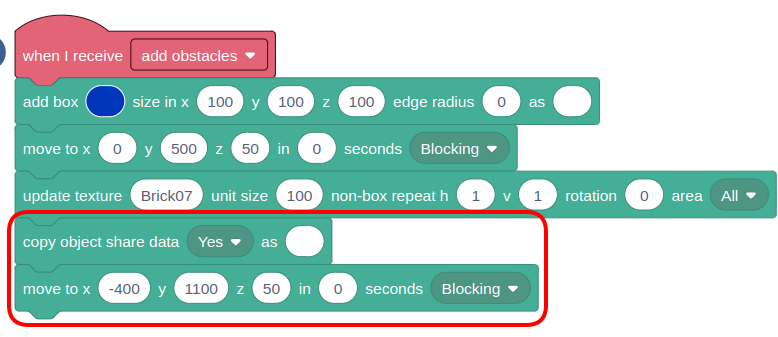 when I receive add obstacles
add box size in x 100 y 100 z 100 edge radius 0 as
move to x 0 y 500 z 50 in 0 seconds Blocking
update texture Brick07 unit size 100 non-box repeat h 1 v 1 rotation 0 area All
copy object share data Yes as
move to x -400 y 1100 z 50 in 0 seconds Blocking